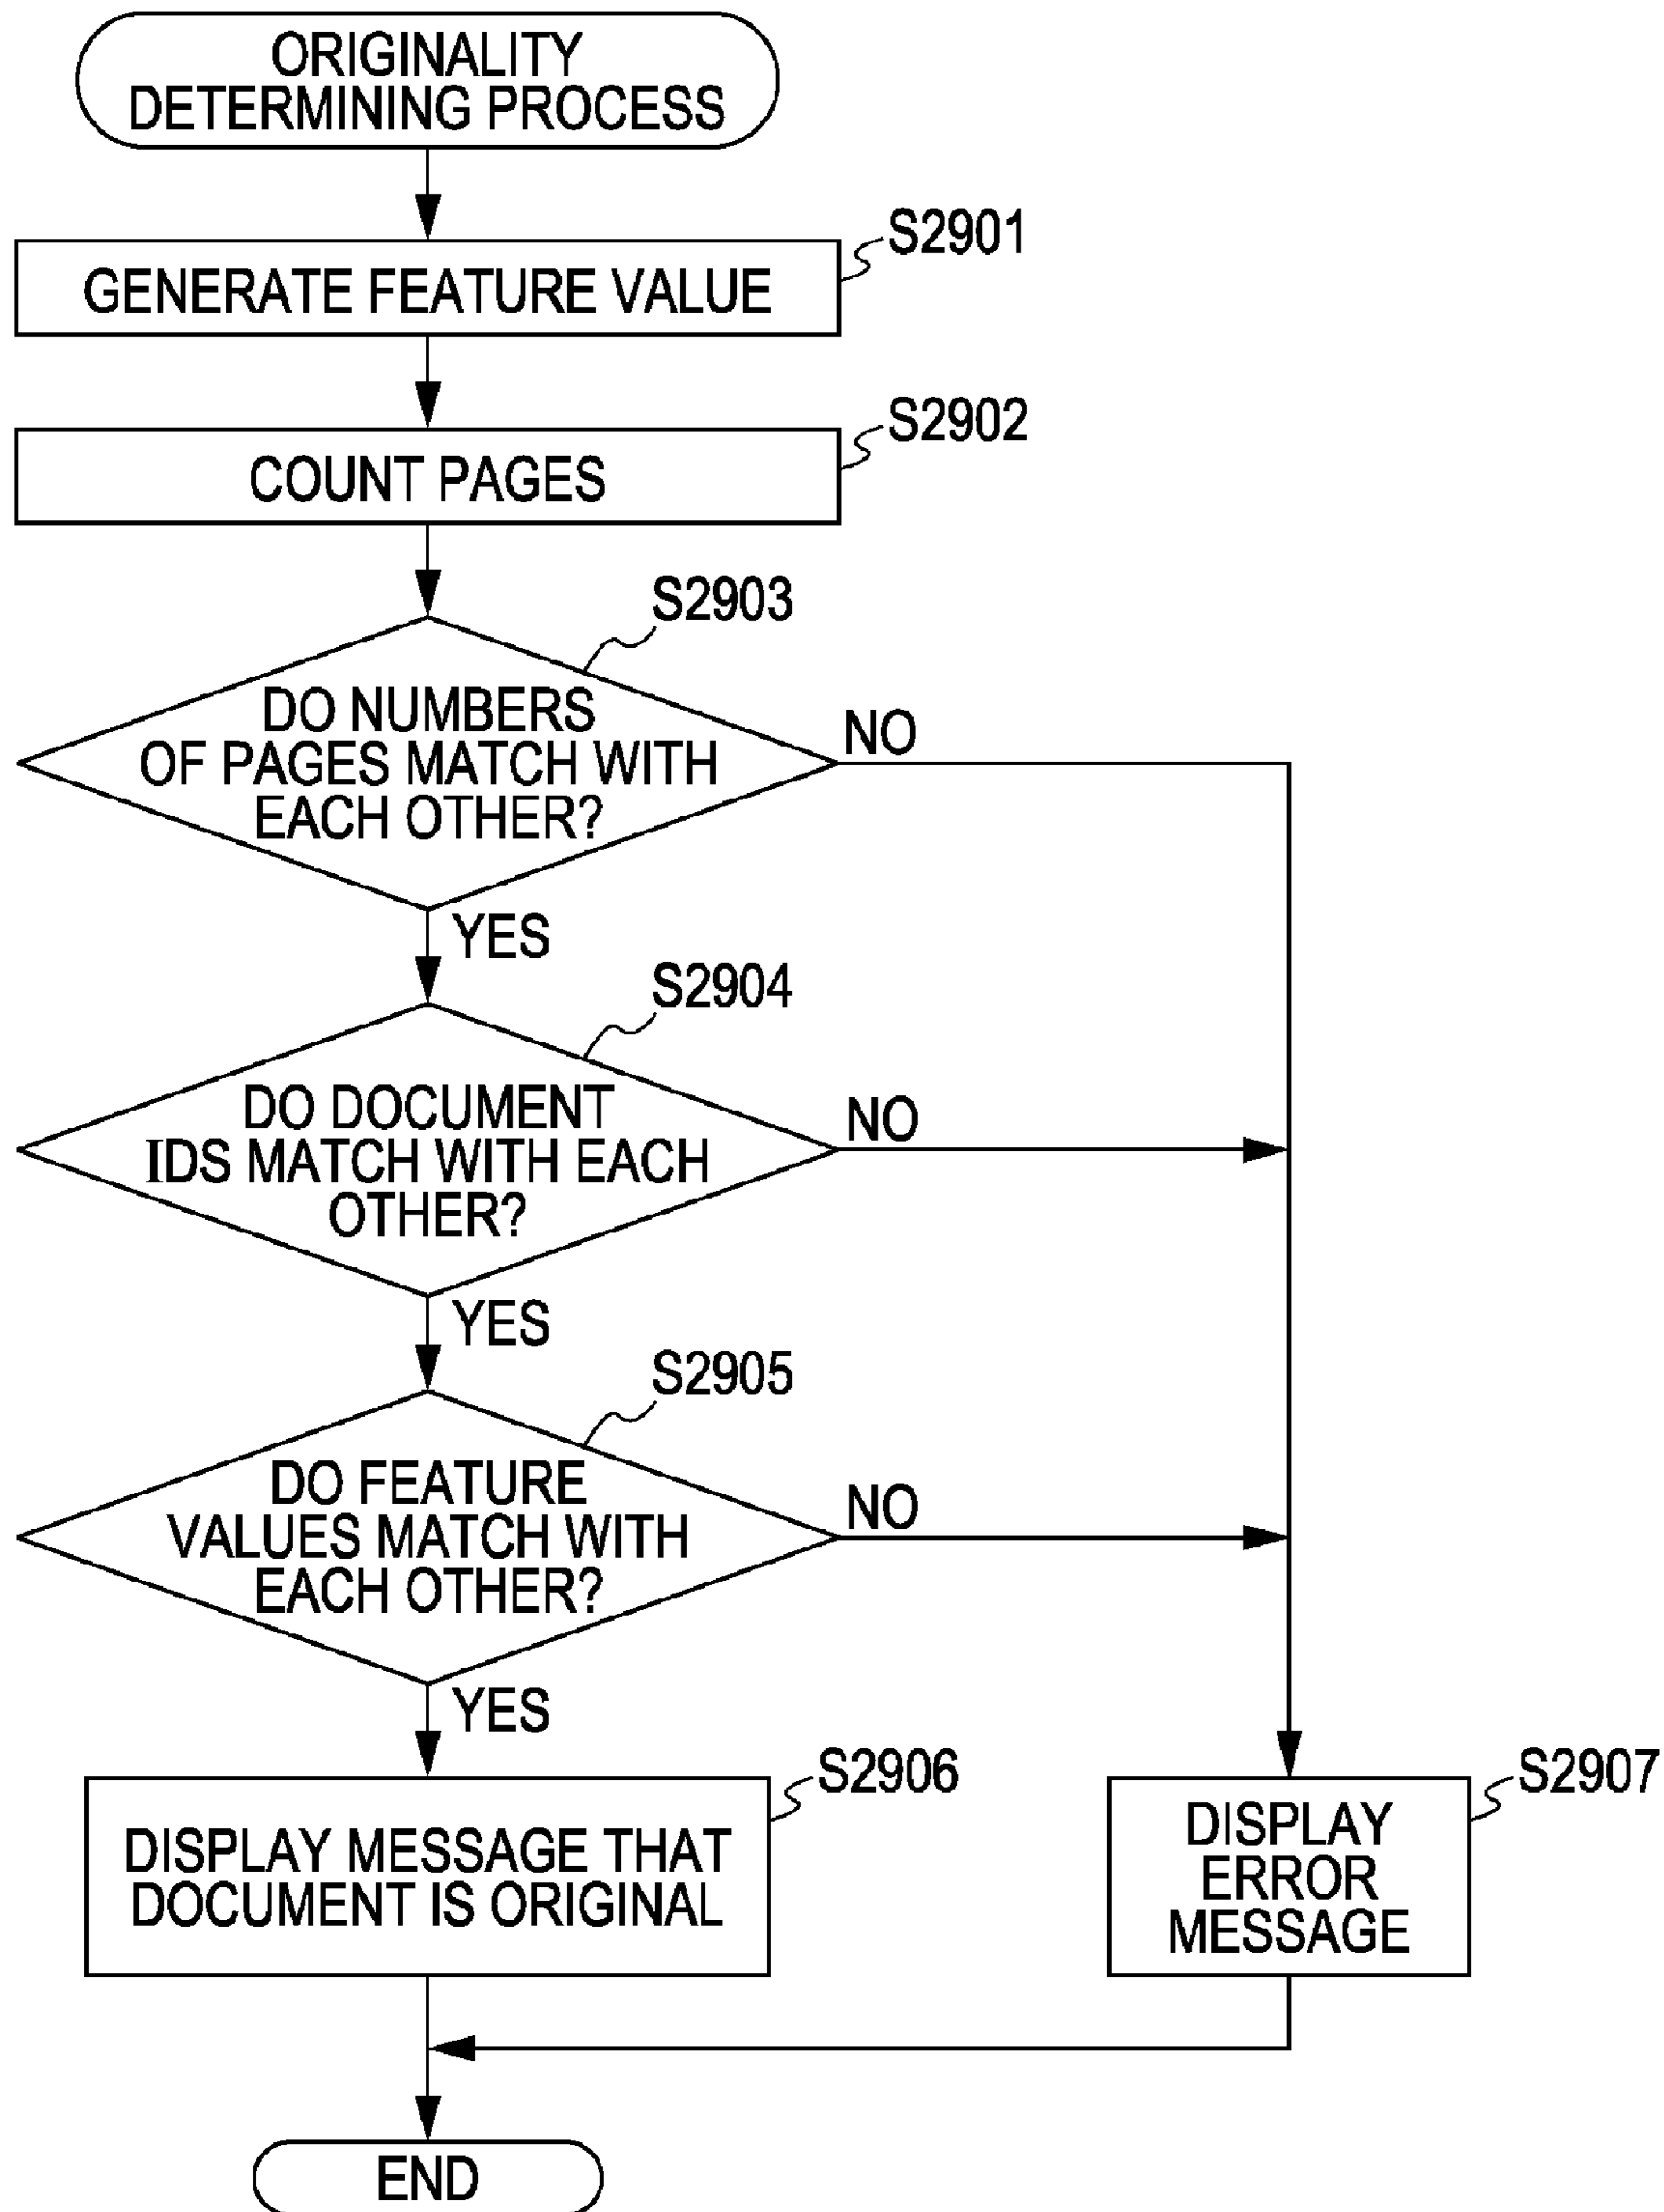 ORIGINALITY
DETERMINING PROCESS
S2901
GENERATE FEATURE VALUE
S2902
COUNT PAGES
S2903
DO NUMBERS
OF PAGES MATCH WITH
EACH OTHER?
NO
YES
S2904
DO DOCUMENT
IDS MATCH WITH EACH
OTHER?
NO
YES
S2905
DO FEATURE
VALUES MATCH WITH
EACH OTHER?
NO
YES
S2906
DISPLAY MESSAGE THAT
DOCUMENT IS ORIGINAL
S2907
DISPLAY
ERROR
MESSAGE
END